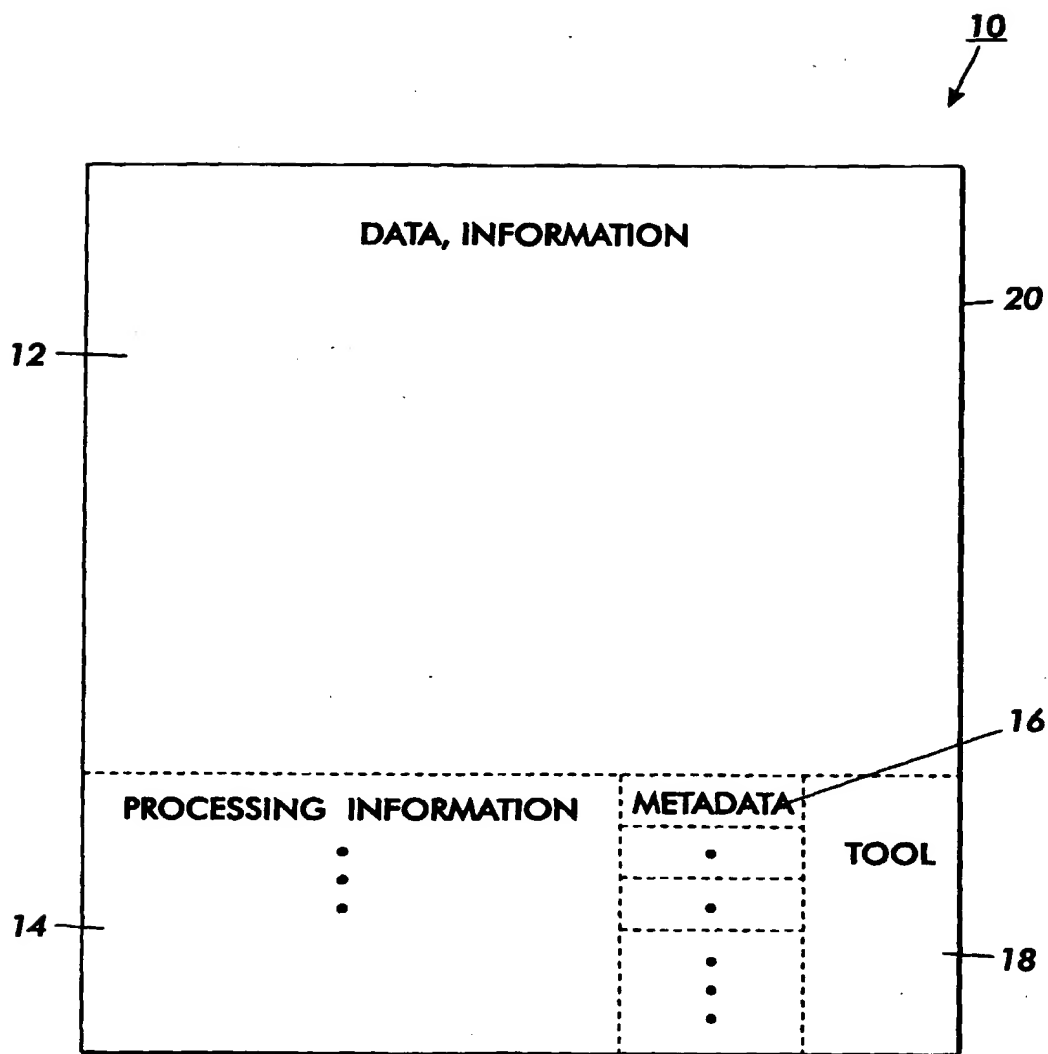 10
DATA, INFORMATION
20
12
16
PROCESSING INFORMATION
METADATA
TOOL
14
18